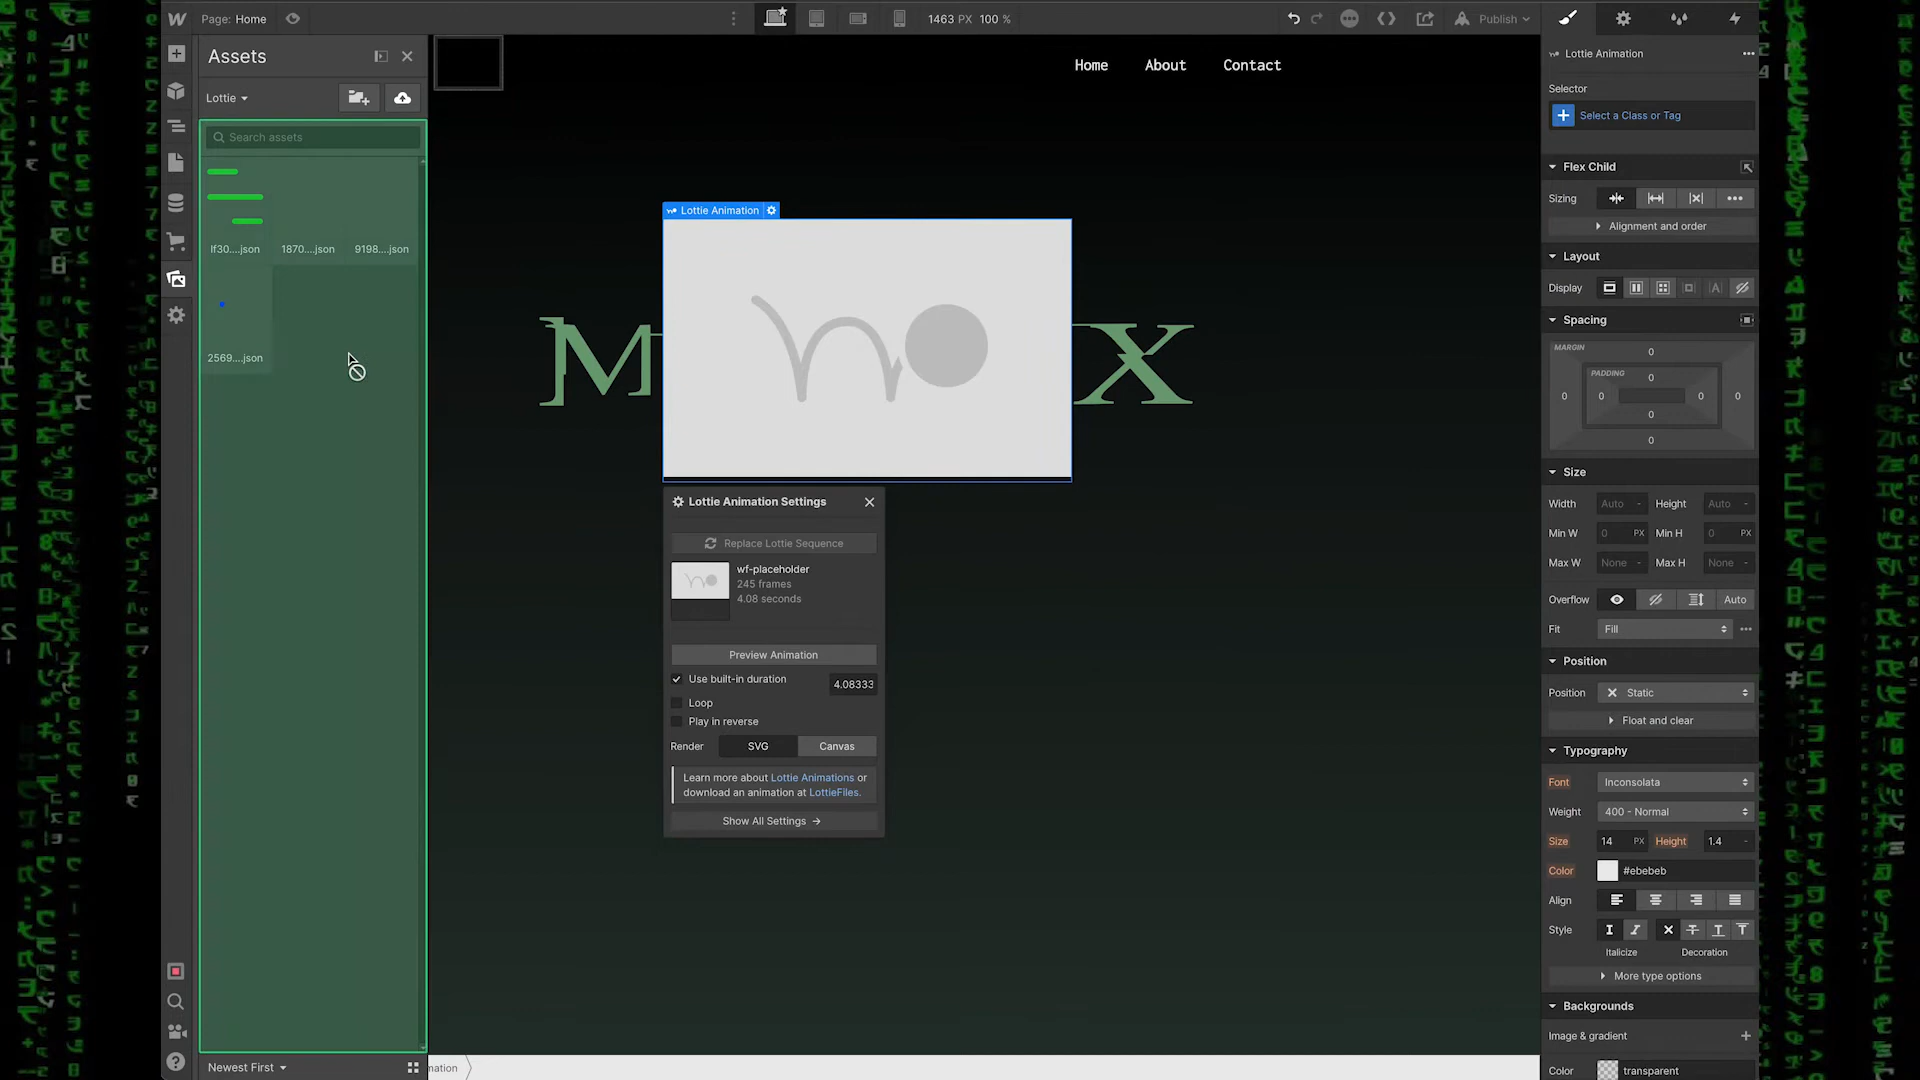 Page: Home
1463 PX 100 %
Publish
Assets
Lottie
Search assets
lf30....json
1870....json
9198....json
2569....json
Newest First
Home
About
Contact
Lottie Animation
M
X
Lottie Animation Settings
Replace Lottie Sequence
wf-placeholder
245 frames
4.08 seconds
Preview Animation
Use built-in duration
4.08333
Loop
Play in reverse
Render
SVG
Canvas
Learn more about Lottie Animations or
download an animation at LottieFiles.
Show All Settings
mation
Lottie Animation
Selector
Select a Class or Tag
Flex Child
Sizing
Alignment and order
Layout
Display
Spacing
MARGIN
0
PADDING
0
0 0 0 0
0
0
Size
Width Auto - Height Auto -
Min W 0 PX Min H 0 PX
Max W None - Max H None -
Overflow Auto
Fit Fill
Position
Position Static
Float and clear
Typography
Font Inconsolata
Weight 400 - Normal
Size 14 PX Height 1.4 -
Color #ebebeb
Align
Style
Italicize Decoration
More type options
Backgrounds
Image & gradient
Color transparent